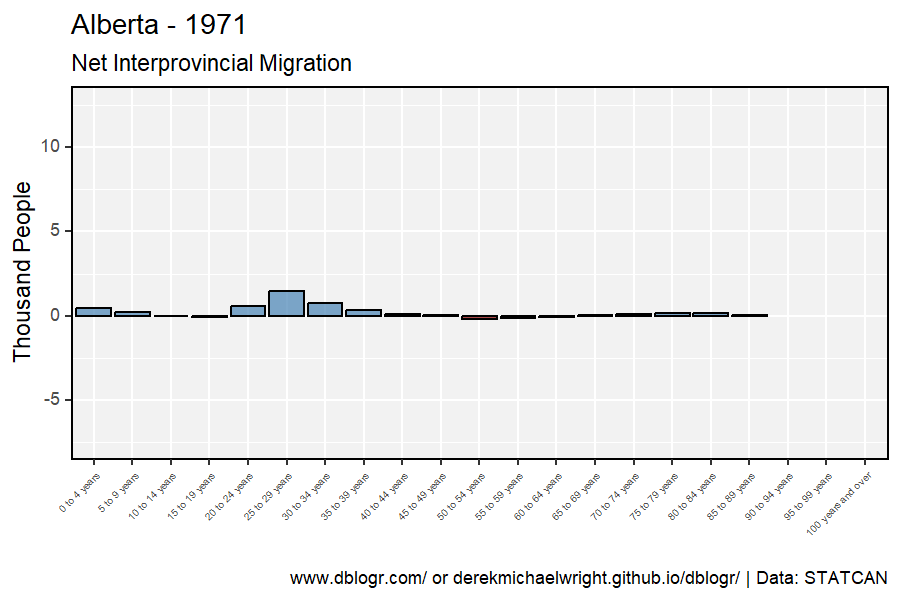 Alberta - 1971
Net Interprovincial Migration
Thousand People
10
5
0
-5
0 to 4 years
5 to 9 years
10 to 14 years
15 to 19 years
20 to 24 years
25 to 29 years
30 to 34 years
35 to 39 years
40 to 44 years
45 to 49 years
50 to 54 years
55 to 59 years
60 to 64 years
65 to 69 years
70 to 74 years
75 to 79 years
80 to 84 years
85 to 89 years
90 to 94 years
95 to 99 years
100 years and over
www.dblogr.com/ or derekmichaelwright.github.io/dblogr/ | Data: STATCAN